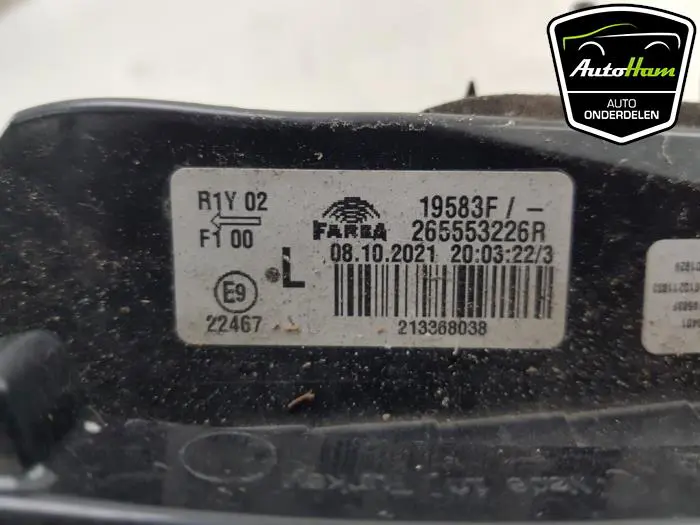 AutoHam
AUTO
ONDERDELEN
R1Y 02
F1 00
FARBA
19583F / -
265553226R
08.10.2021 20:03:22/3
L
E9
22467
213368038